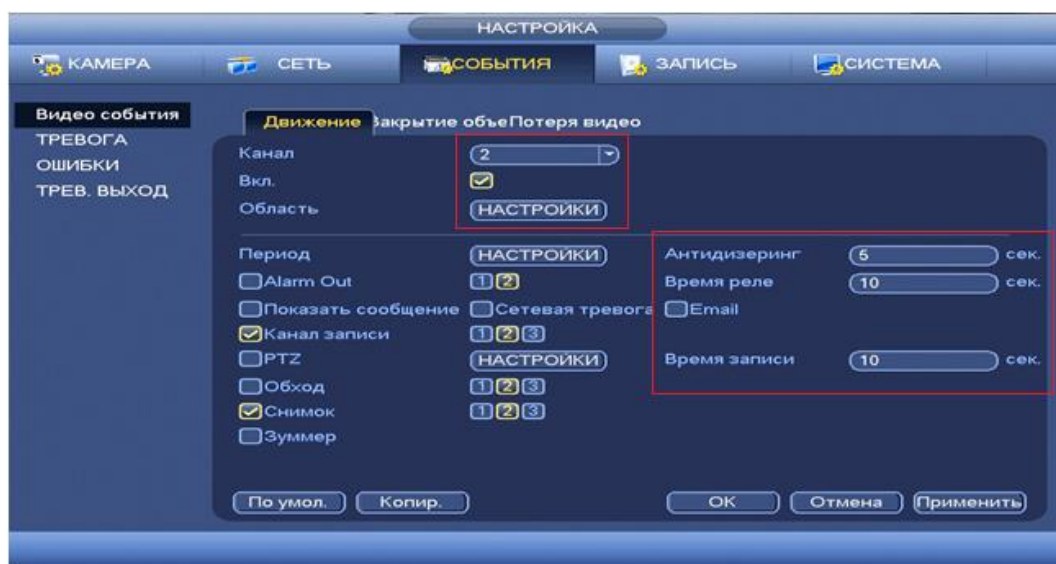 НАСТРОЙКА
КАМЕРА СЕТЬ СОБЫТИЯ ЗАПИСЬ СИСТЕМА
Видео события
ТРЕВОГА
ОШИБКИ
ТРЕВ. ВЫХОД
Движение Закрытие объе Потеря видео
Канал 2
Вкл.
Область НАСТРОЙКИ
Период НАСТРОЙКИ Антидизеринг 5 сек.
Alarm Out 1 2 Время реле 10 сек.
Показать сообщение Сетевая тревога Email
Канал записи 1 2 3
PTZ НАСТРОЙКИ Время записи 10 сек.
Обход 1 2 3
Снимок 1 2 3
Зуммер
По умол. Копир. OK Отмена Применить